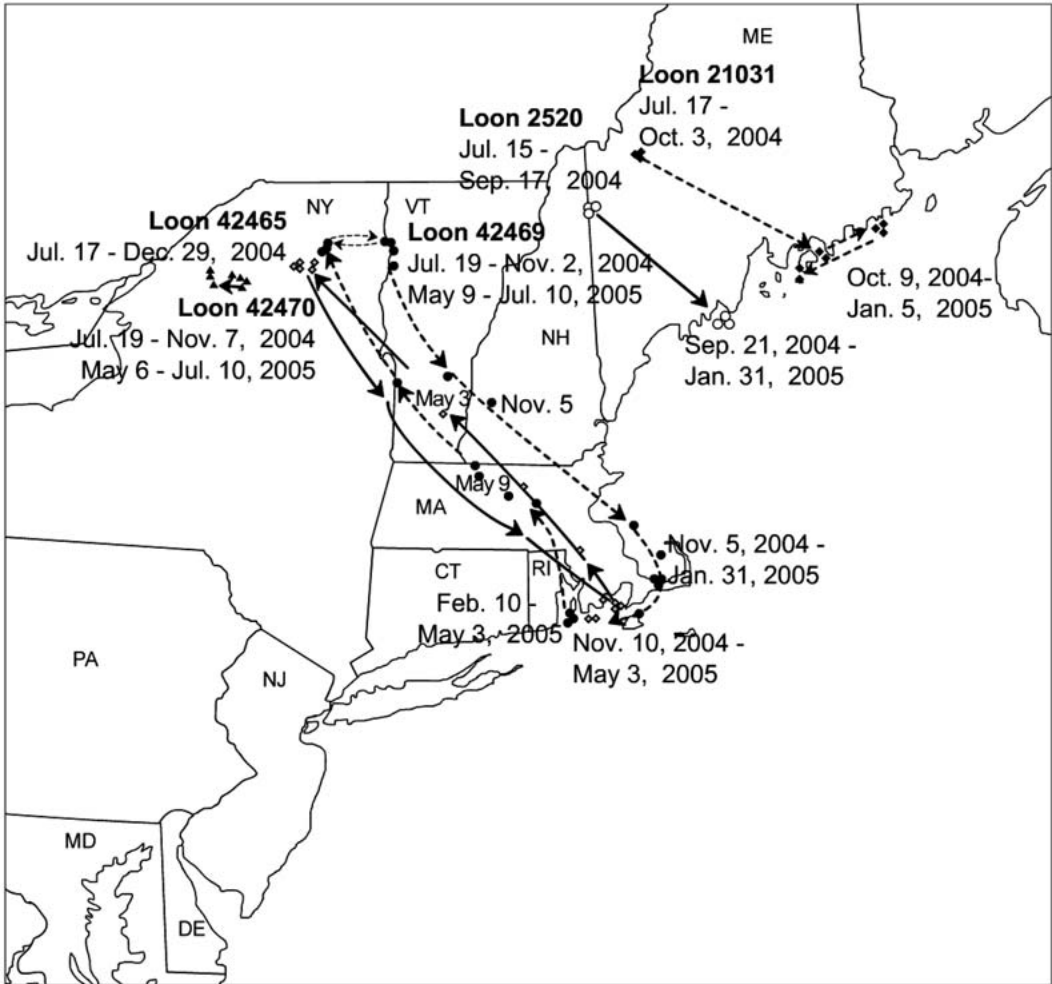 ME
Loon 21031
Jul. 17 -
Oct. 3, 2004
Loon 2520
Jul. 15 -
Sep. 17, 2004
NY
VT
Loon 42465
Jul. 17 - Dec. 29, 2004
Loon 42469
Jul. 19 - Nov. 2, 2004
May 9 - Jul. 10, 2005
Oct. 9, 2004-
Jan. 5, 2005
Loon 42470
Jul. 19 - Nov. 7, 2004
May 6 - Jul. 10, 2005
NH
Sep. 21, 2004 -
Jan. 31, 2005
May 3
Nov. 5
May 9
MA
Nov. 5, 2004 -
Jan. 31, 2005
CT
RI
Feb. 10 -
May 3, 2005
Nov. 10, 2004 -
May 3, 2005
PA
NJ
MD
DE